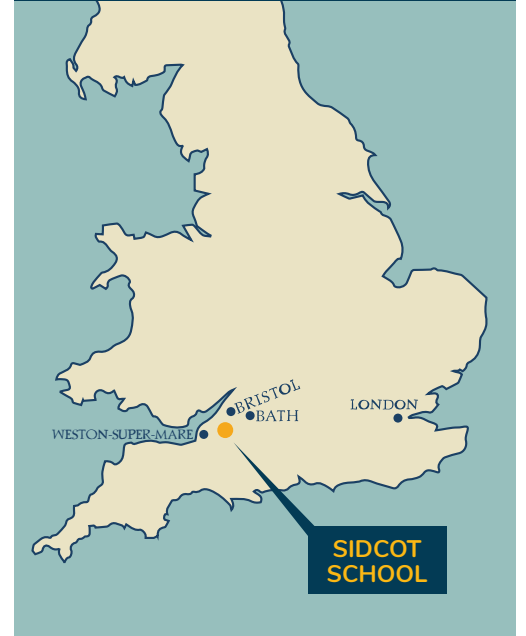 BRISTOL
BATH
LONDON
WESTON-SUPER-MARE
SIDCOT
SCHOOL